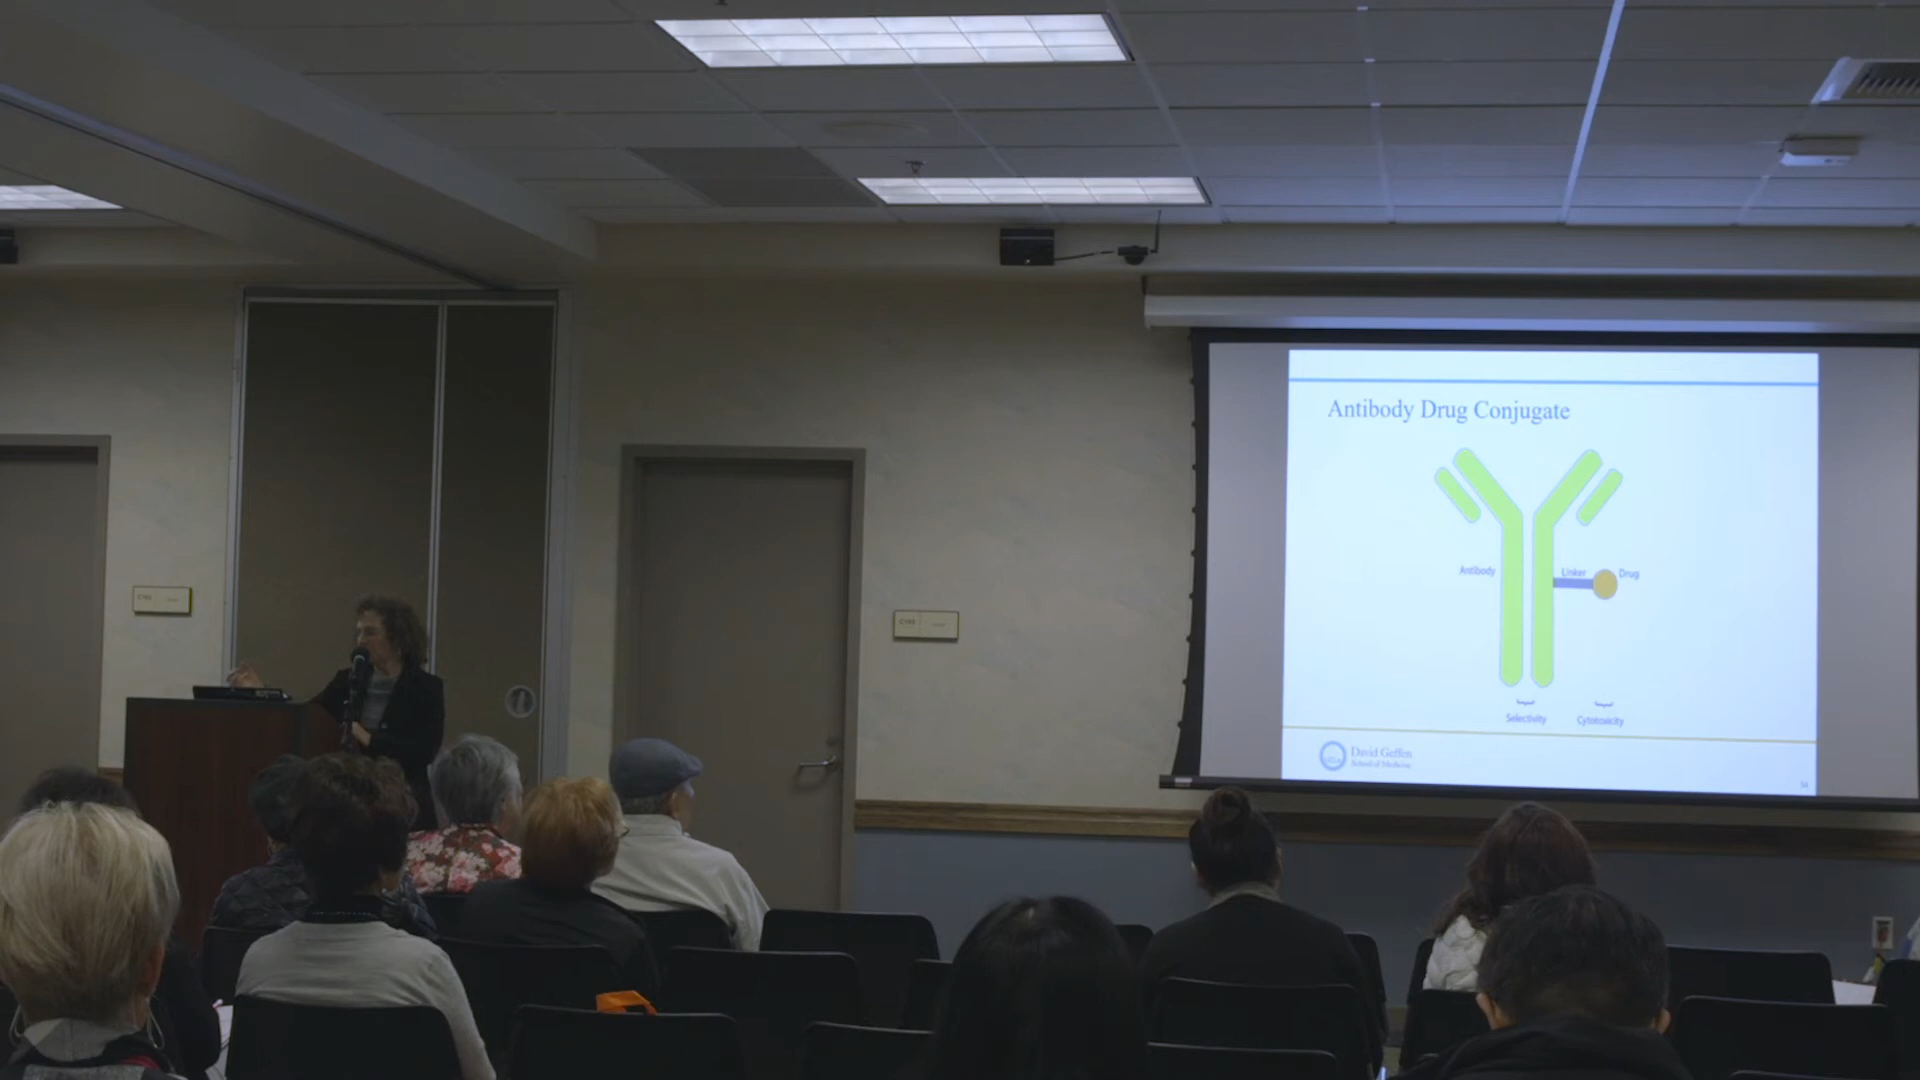 Antibody Drug Conjugate
Antibody
Linker
Drug
Selectivity
Cytotoxicity
David Geffen
School of Medicine